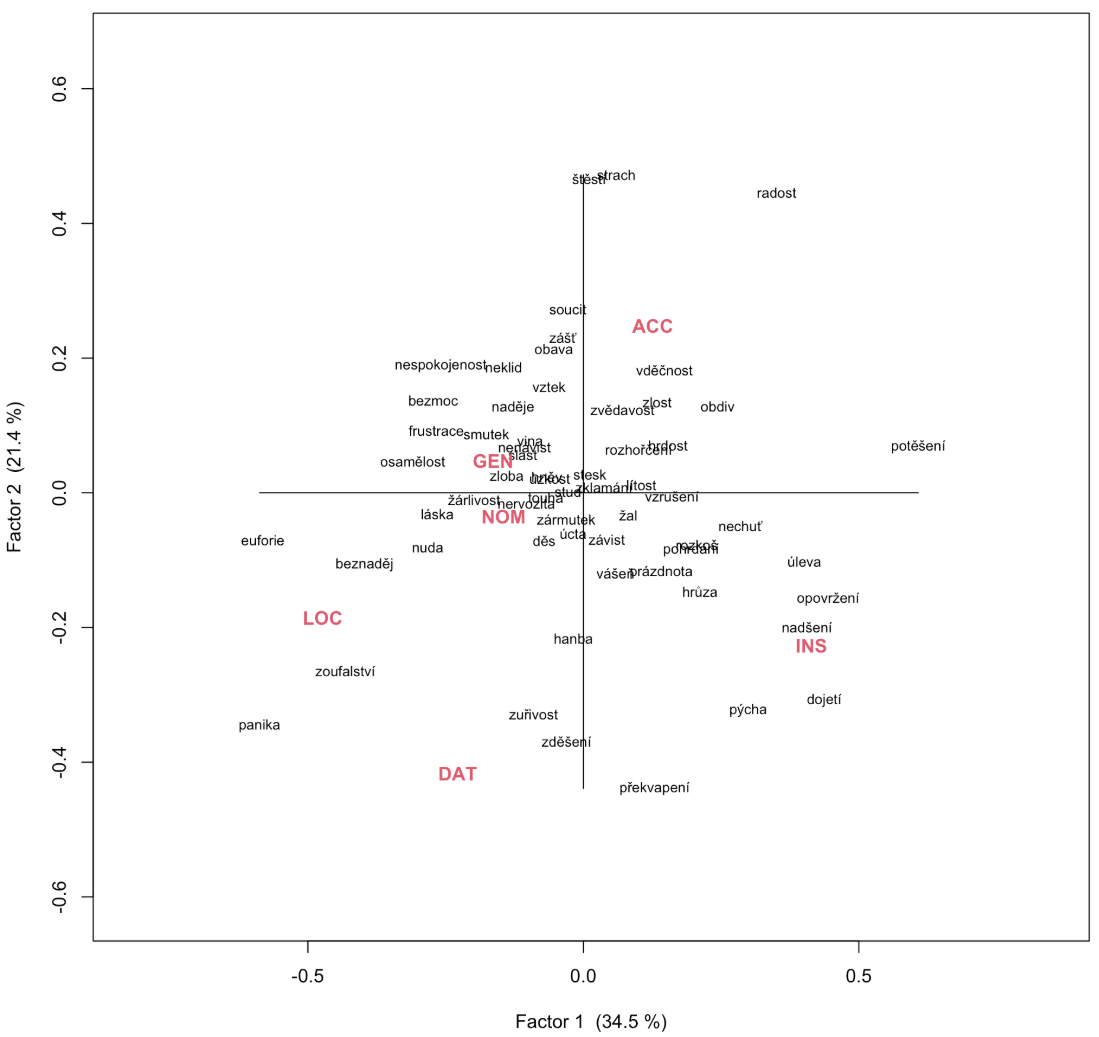 0.6
štěstí strach
radost
0.4
soucit
ACC
zášť
obava
0.2
nespokojenost neklid
vděčnost
vztek
bezmoc
naděje
zvědavost
zlost
obdiv
frustrace smutek
vina
nenávist
rozhořčení
hrdost
potěšení
slast
osamělost
GEN
zloba
hněv
úzkost
stesk
stud
zklamání
lítost
0.0
žárlivost
nervozita
touha
vzrušení
láska
NOM
zármutek
žal
nechuť
euforie
nuda
děs
úcta
závist
rozkoš
pohrdání
beznaděj
úleva
vášeň
prázdnota
hrůza
opovržení
LOC
-0.2
hanba
nadšení
INS
zoufalství
dojetí
panika
zuřivost
pýcha
zděšení
-0.4
DAT
překvapení
-0.6
-0.5 0.0 0.5
Factor 1 (34.5 %)
Factor 2 (21.4 %)